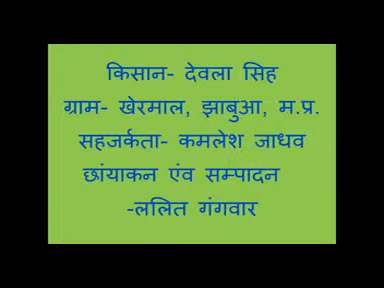 किसान- देवला सिह
ग्राम- खेरमाल, झाबुआ, म.प्र.
सहजर्कता- कमलेश जाधव
छांयाकन एंव सम्पादन
-ललित गंगवार